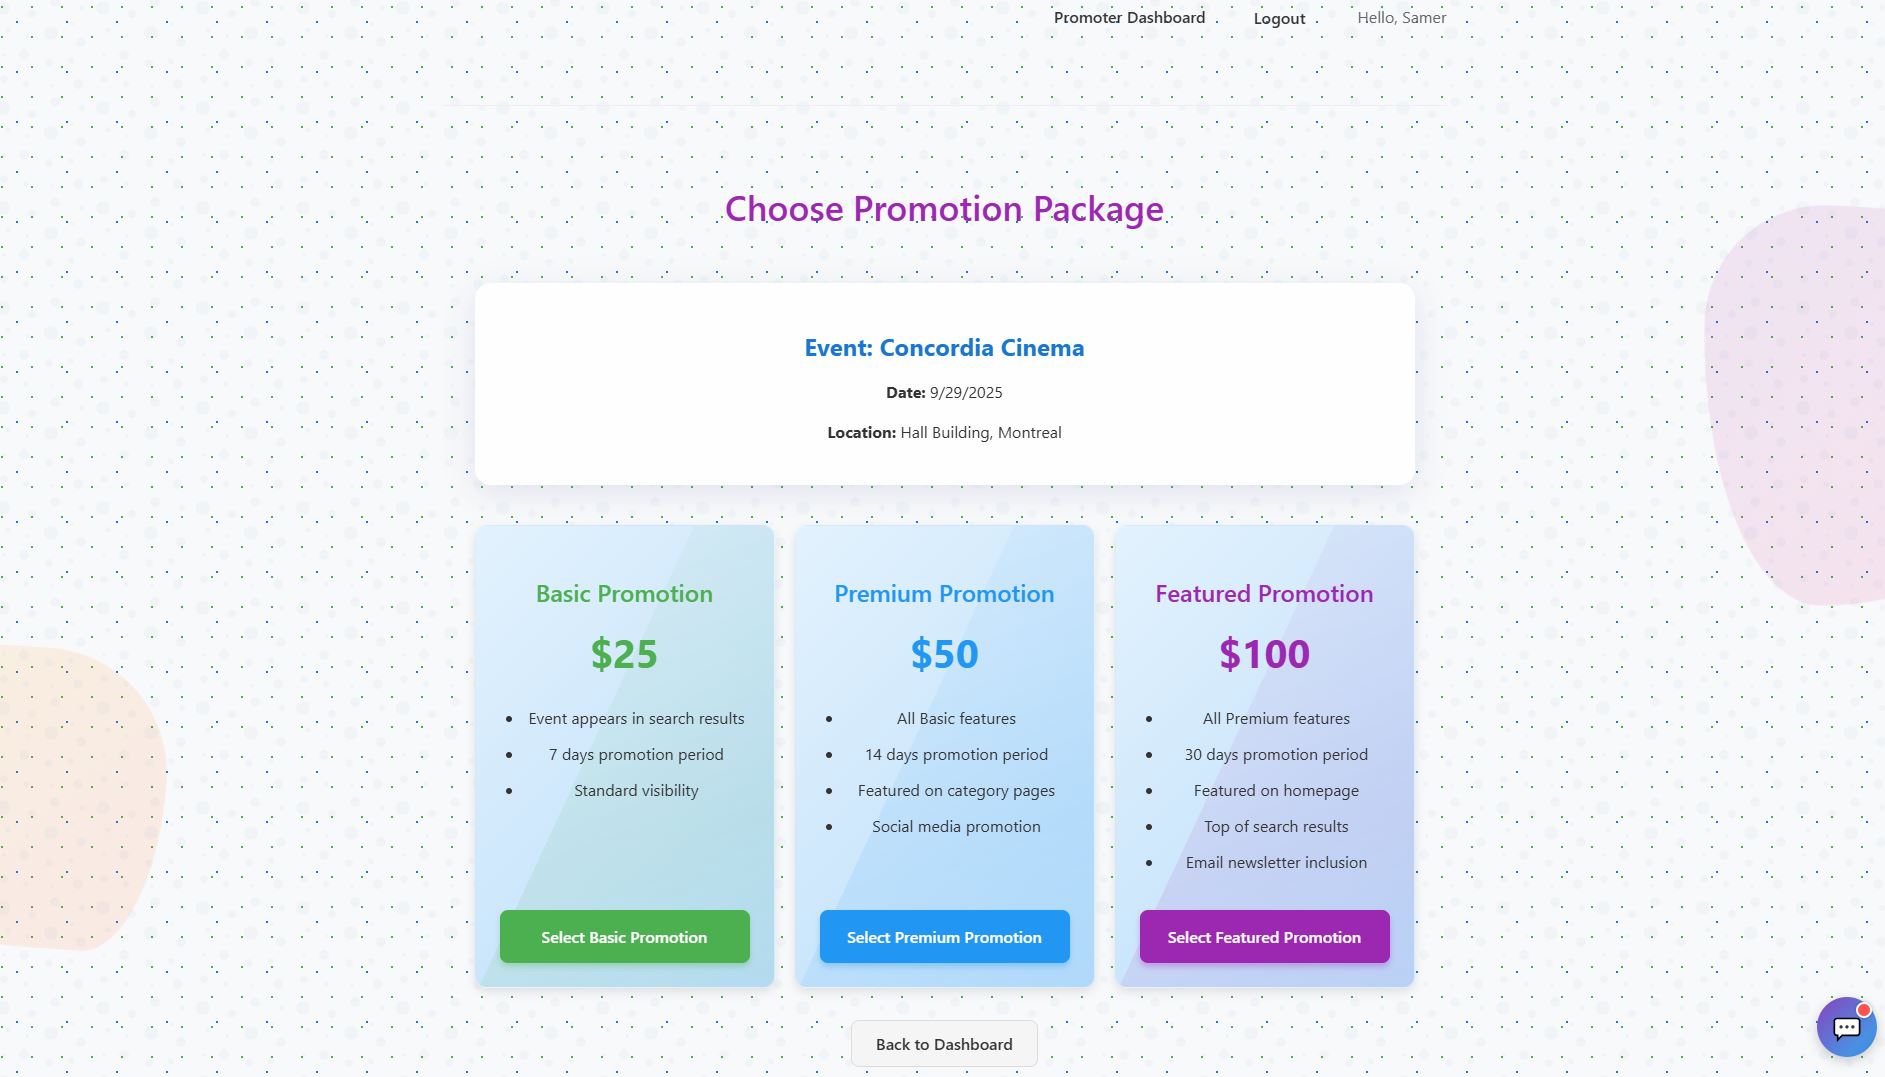 Promoter Dashboard
Logout
Hello, Samer
Choose Promotion Package
Event: Concordia Cinema
Date: 9/29/2025
Location: Hall Building, Montreal
Basic Promotion
$25
Event appears in search results
7 days promotion period
Standard visibility
Select Basic Promotion
Premium Promotion
$50
All Basic features
14 days promotion period
Featured on category pages
Social media promotion
Select Premium Promotion
Featured Promotion
$100
All Premium features
30 days promotion period
Featured on homepage
Top of search results
Email newsletter inclusion
Select Featured Promotion
Back to Dashboard